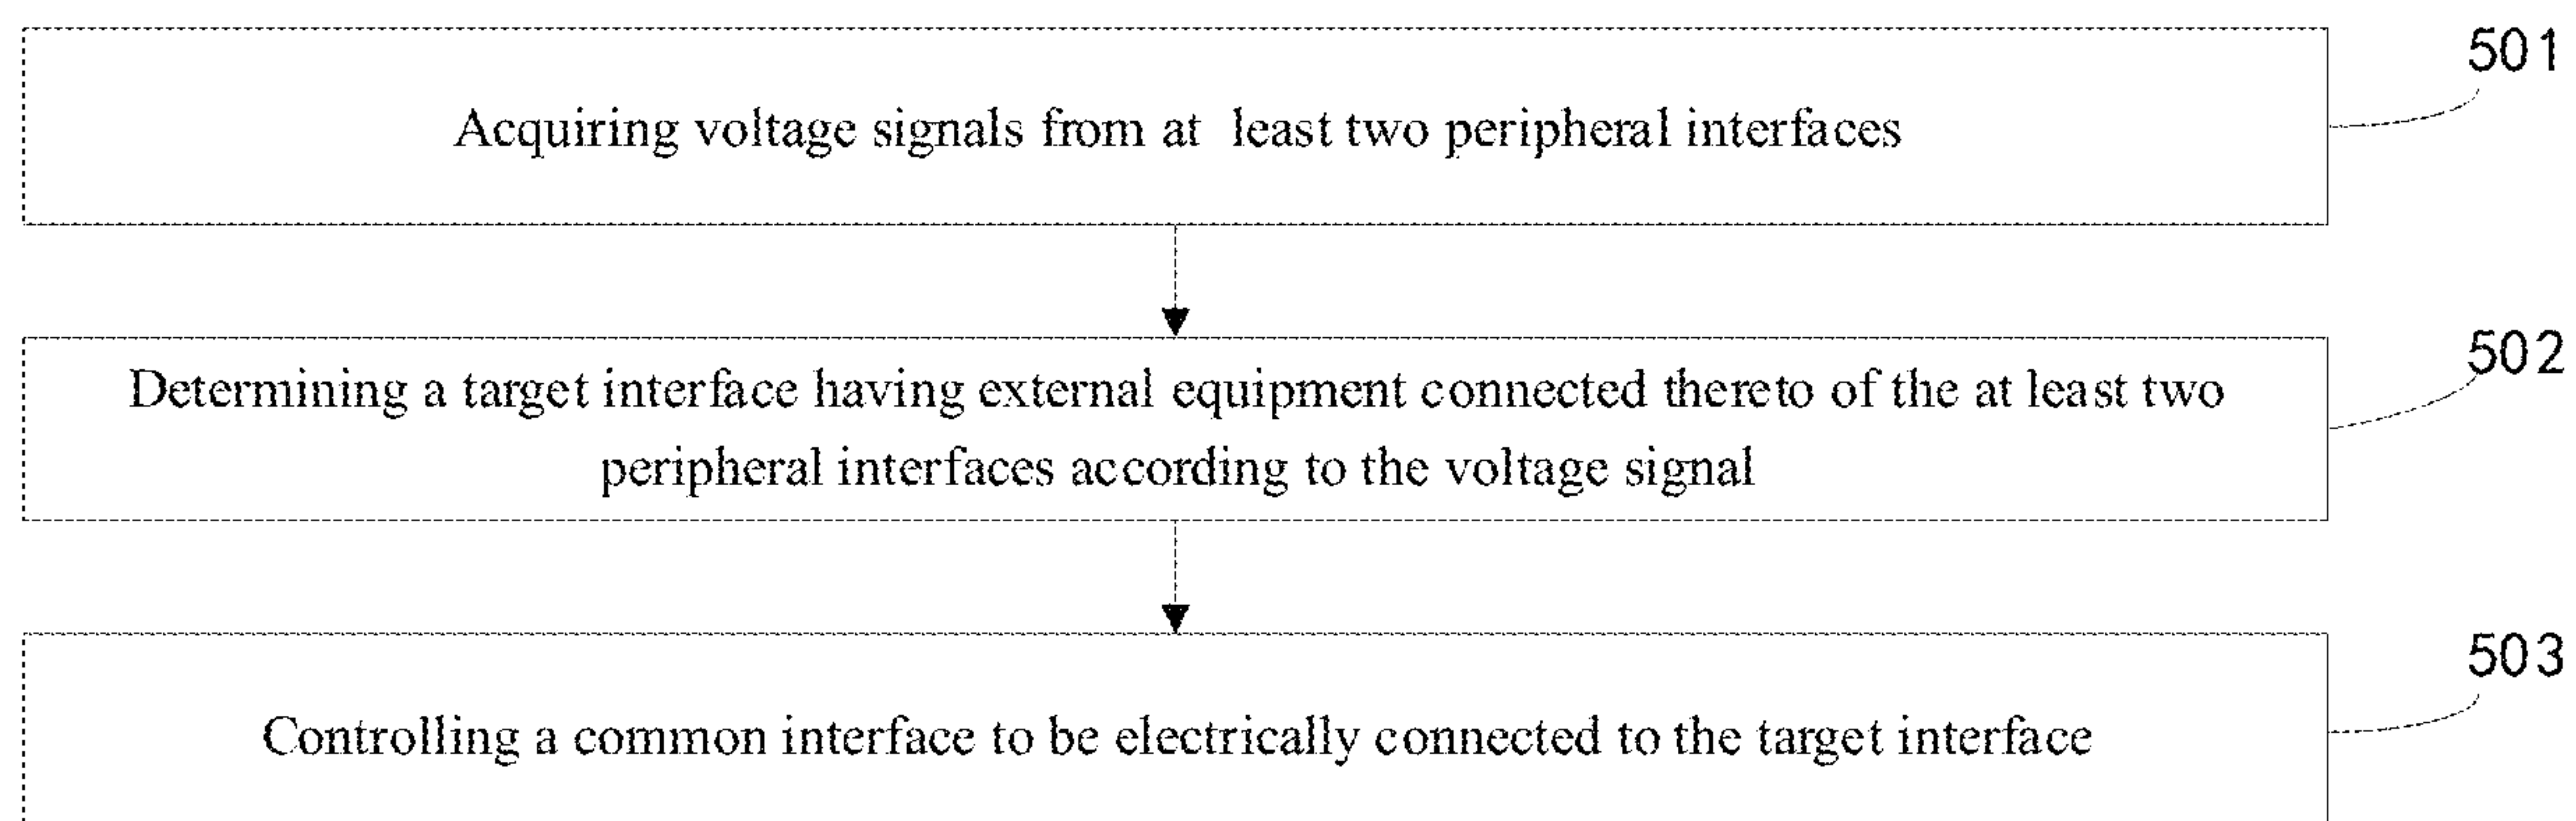 501
Acquiring voltage signals from at least two peripheral interfaces
502
Determining a target interface having external equipment connected thereto of the at least two
peripheral interfaces according to the voltage signal
503
Controlling a common interface to be electrically connected to the target interface